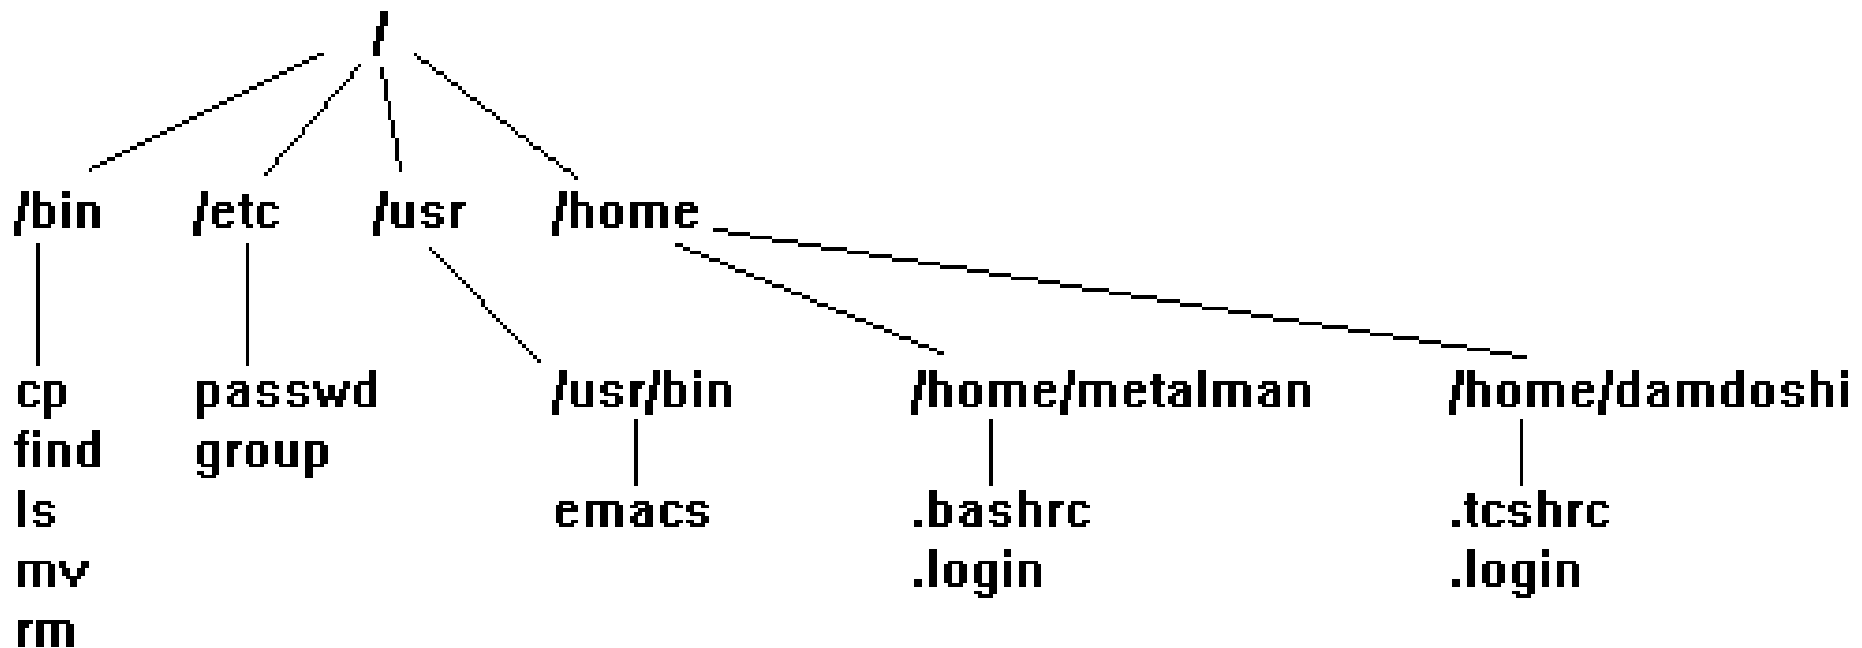 /
/bin /etc /usr /home
cp passwd /usr/bin /home/metalman /home/damdoshi
find group
ls emacs .bashrc .tcshrc
mv .login .login
rm